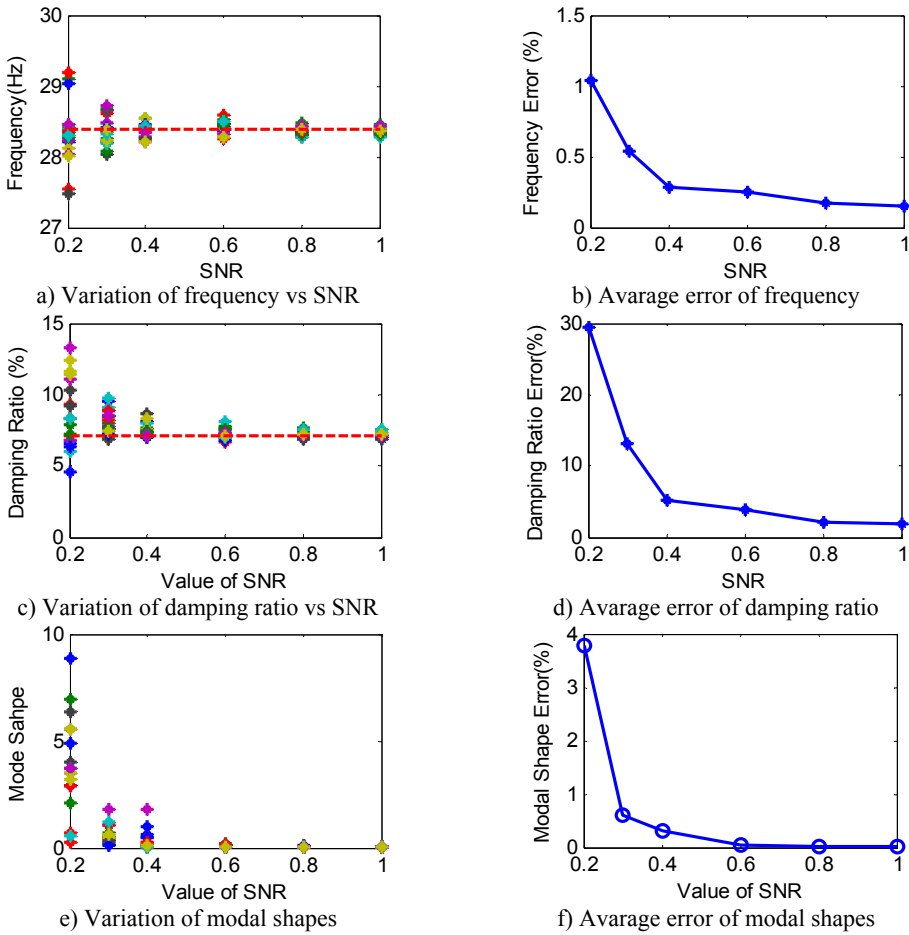 30
29
28
27
Frequency(Hz)
0.2 0.4 0.6 0.8 1
SNR
a) Variation of frequency vs SNR
1.5
1
0.5
0
Frequency Error (%)
0.2 0.4 0.6 0.8 1
SNR
b) Avarage error of frequency
15
10
5
0
Damping Ratio (%)
0.2 0.4 0.6 0.8 1
Value of SNR
c) Variation of damping ratio vs SNR
30
20
10
0
Damping Ratio Error(%)
0.2 0.4 0.6 0.8 1
SNR
d) Avarage error of damping ratio
10
5
0
Mode Sahpe
0.2 0.4 0.6 0.8 1
Value of SNR
e) Variation of modal shapes
4
3
2
1
0
Modal Shape Error(%)
0.2 0.4 0.6 0.8 1
Value of SNR
f) Avarage error of modal shapes